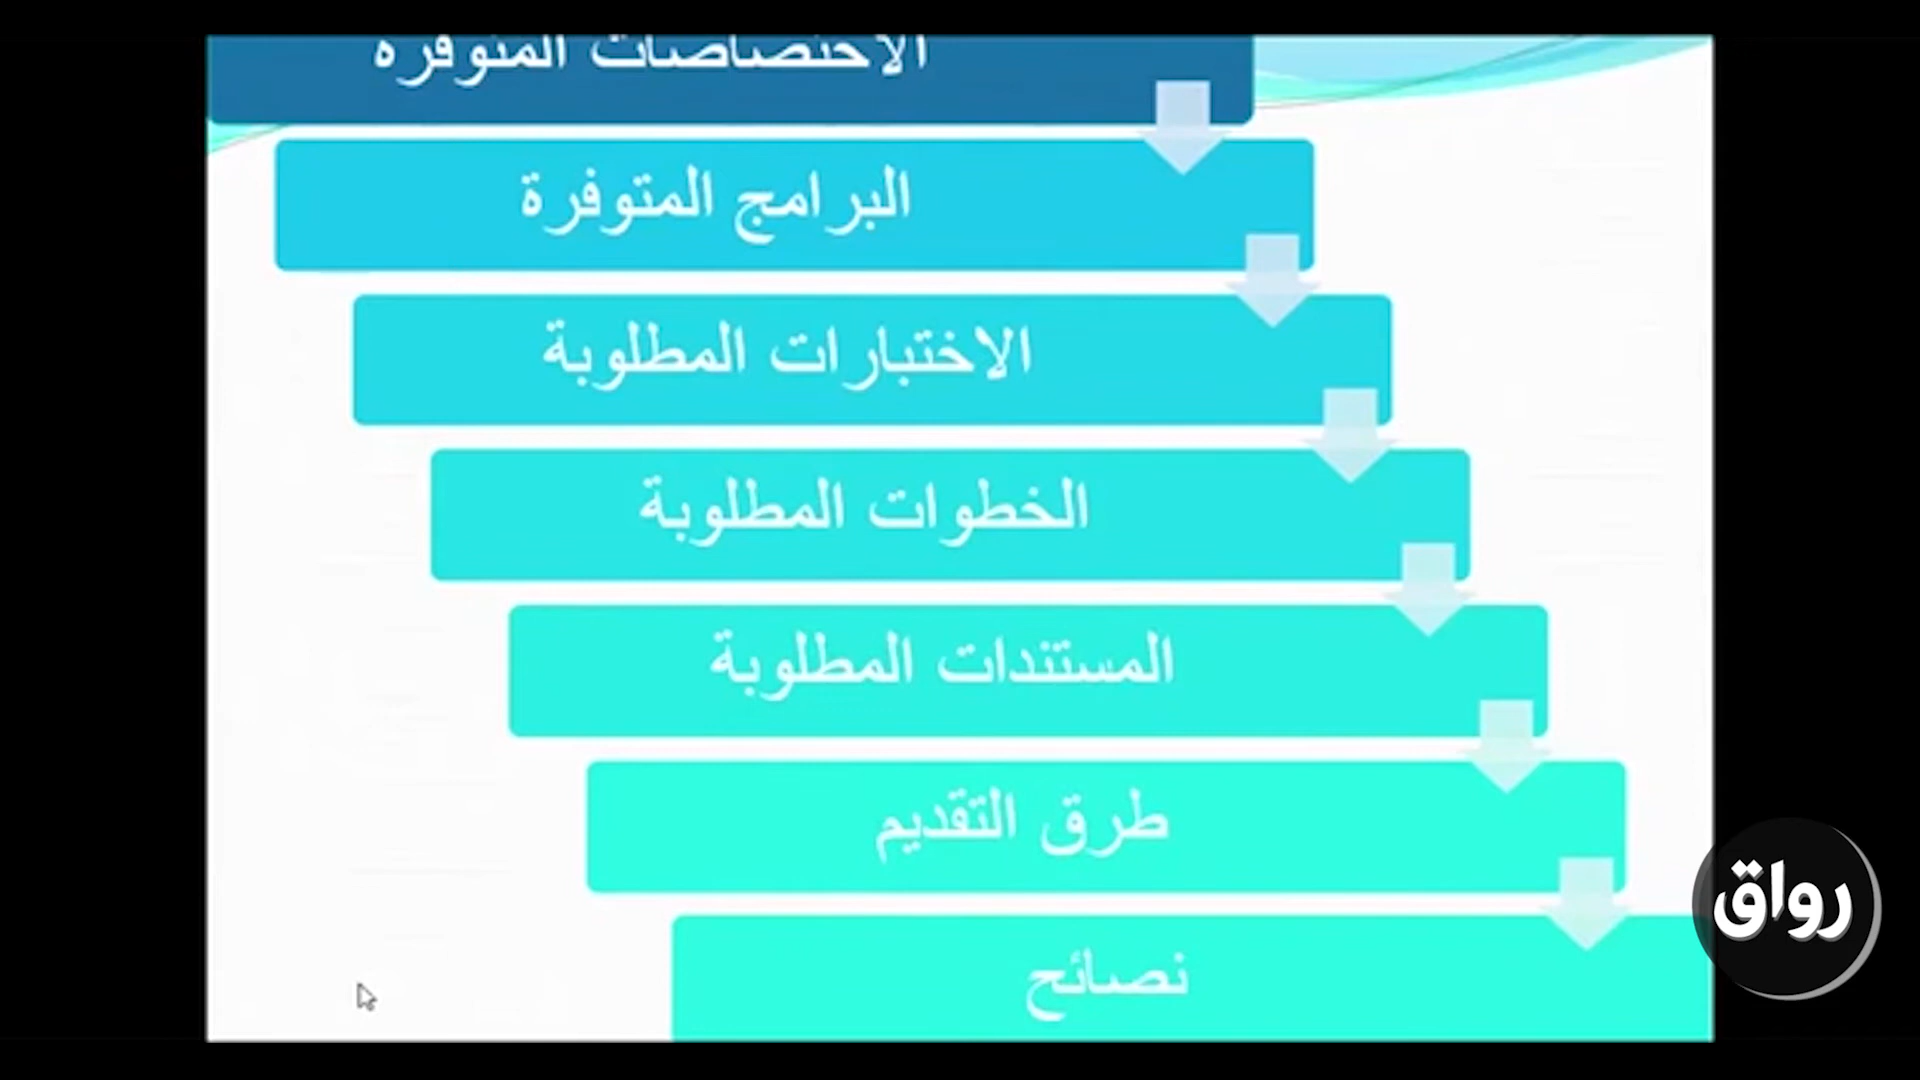 الاختصاصات المتوفرة
البرامج المتوفرة
الاختبارات المطلوبة
الخطوات المطلوبة
المستندات المطلوبة
طرق التقديم
نصائح
رواق